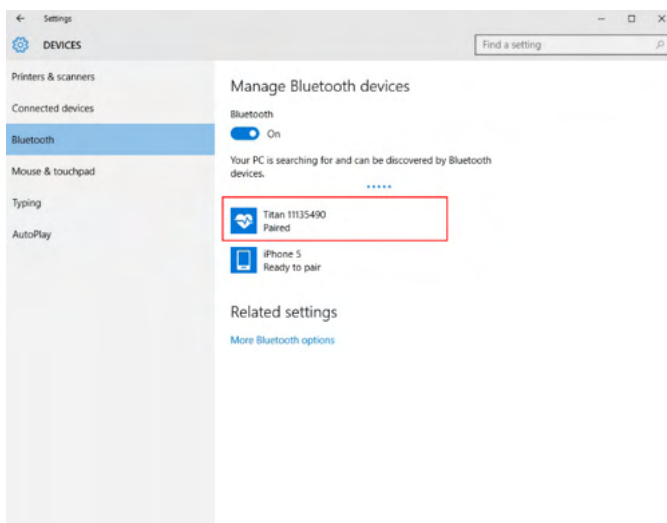 Settings
DEVICES
Find a setting
Printers & scanners
Connected devices
Bluetooth
Mouse & touchpad
Typing
AutoPlay
Manage Bluetooth devices
Bluetooth
On
Your PC is searching for and can be discovered by Bluetooth
devices.
Titan 11135490
Paired
iPhone 5
Ready to pair
Related settings
More Bluetooth options